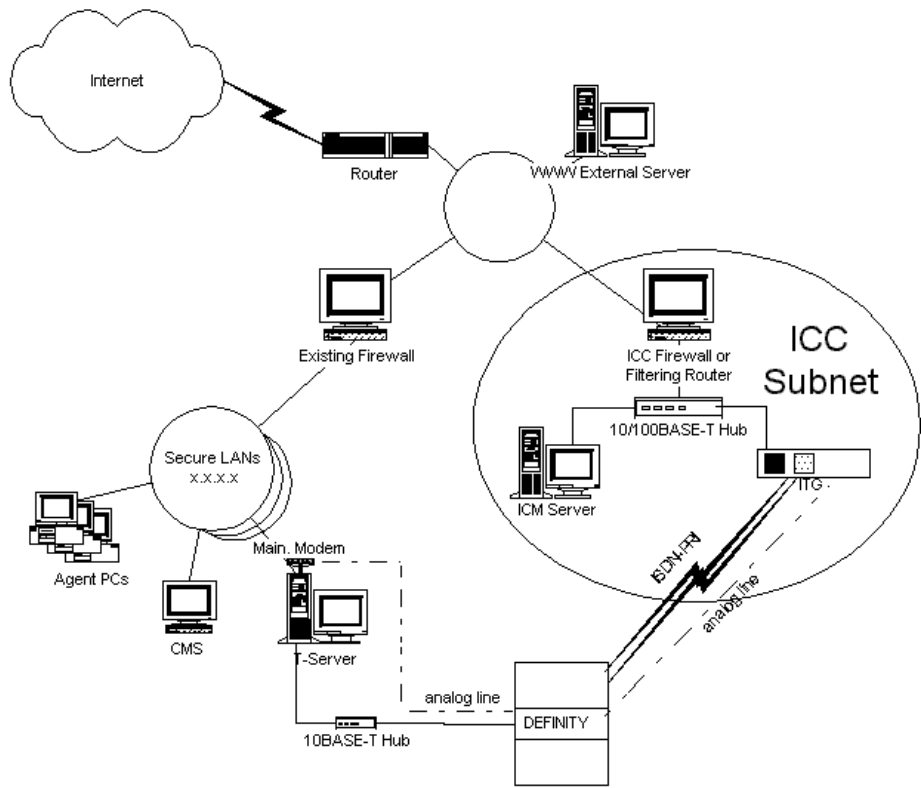 Internet
Router
WWW External Server
Existing Firewall
ICC Firewall or
Filtering Router
ICC
Subnet
10/100BASE-T Hub
Secure LANs
x.x.x.x
ITG
ICM Server
Main. Modem
Agent PCs
ISDN-PRI
analog line
CMS
T-Server
analog line
DEFINITY
10BASE-T Hub